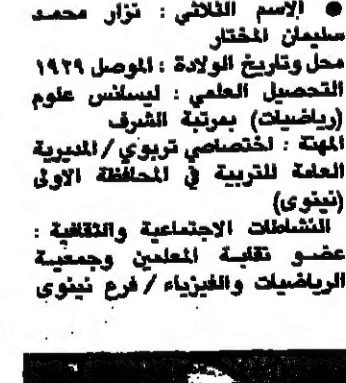 ● الاسم الثلاثي : نزار محمد
سليمان المختار
محل وتاريخ الولادة : الموصل ١٩٢٩
التحصيل العلمي : ليسانس علوم
(رياضيات) بمرتبة الشرف
المهنة : اختصاصي تربوي / المديرية
العامة للتربية في المحافظة الاولى
(نينوى)
النشاطات الاجتماعية والثقافية :
عضو نقابة المعلمين وجمعية
الرياضيات والفيزياء / فرع نينوى